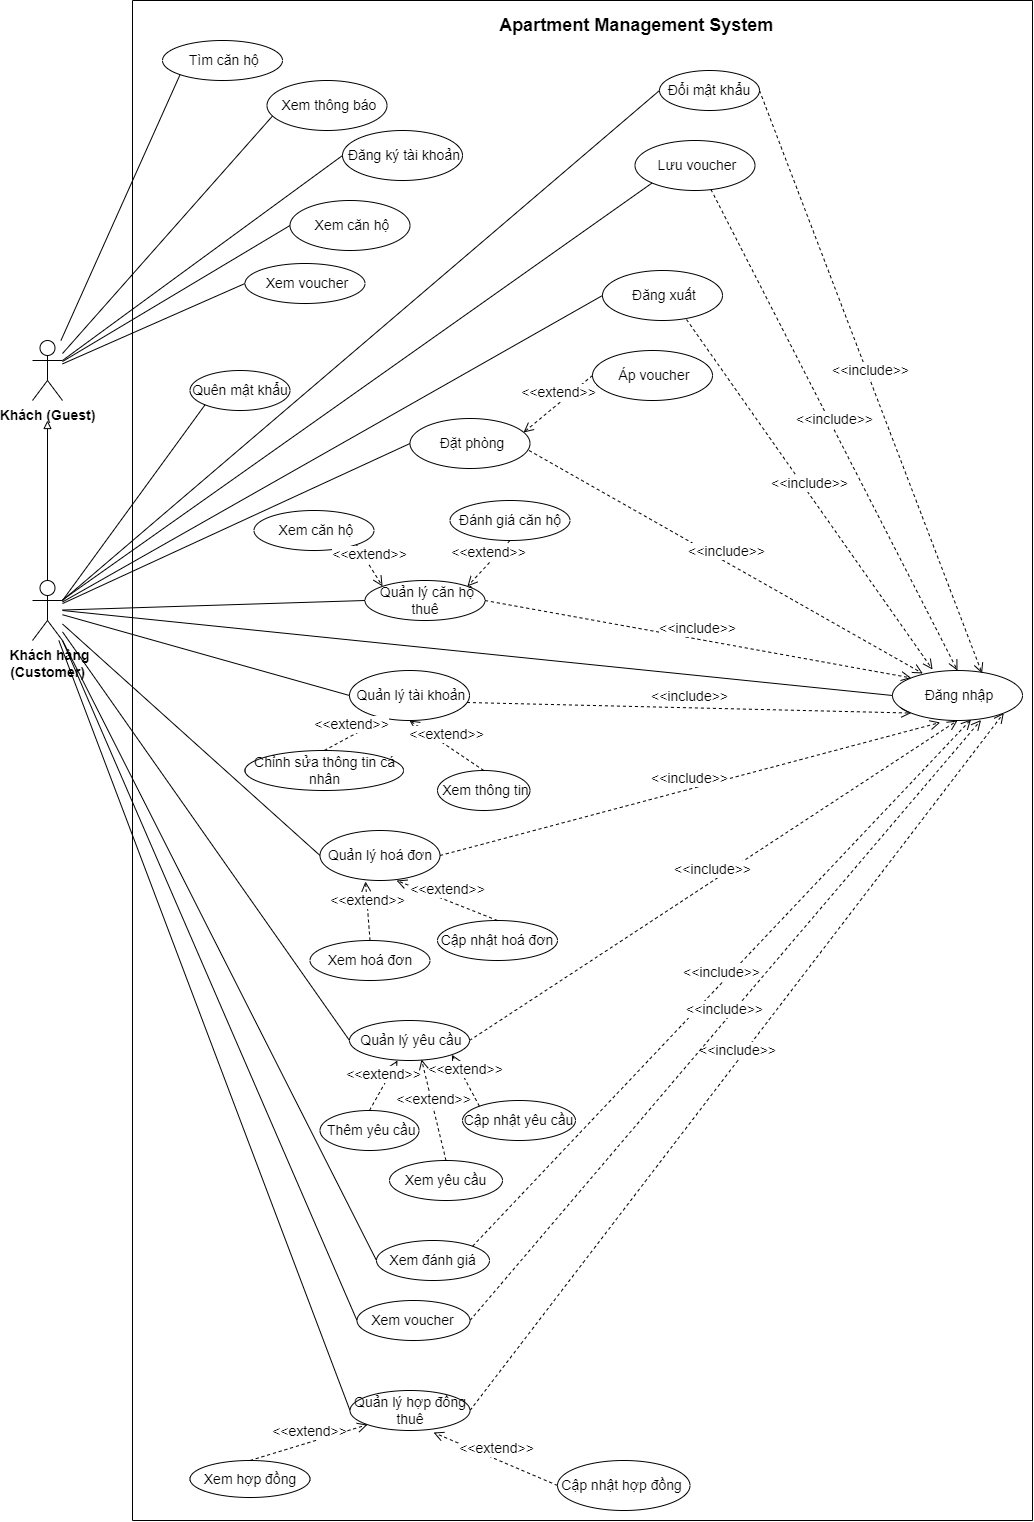 Apartment Management System
Tìm căn hộ
Đổi mật khẩu
Xem thông báo
Đăng ký tài khoản
Lưu voucher
Xem căn hộ
Xem voucher
Đăng xuất
Áp voucher
<<include>>
<<extend>>
Quên mật khẩu
Khách (Guest)
<<include>>
Đặt phòng
<<include>>
Đánh giá căn hộ
Xem căn hộ
<<extend>>
<<extend>>
<<include>>
Quản lý căn hộ
thuê
<<include>>
Khách hàng
(Customer)
Quản lý tài khoản
<<include>>
Đăng nhập
<<extend>>
<<extend>>
Chỉnh sửa thông tin cá
nhân
Xem thông tin
<<include>>
Quản lý hoá đơn
<<include>>
<<extend>>
<<extend>>
Cập nhật hoá đơn
Xem hoá đơn
<<include>>
<<include>>
Quản lý yêu cầu
<<include>>
<<extend>>
<<extend>>
<<extend>>
Thêm yêu cầu
Cập nhật yêu cầu
Xem yêu cầu
Xem đánh giá
Xem voucher
Quản lý hợp đồng
thuê
<<extend>>
<<extend>>
Xem hợp đồng
Cập nhật hợp đồng